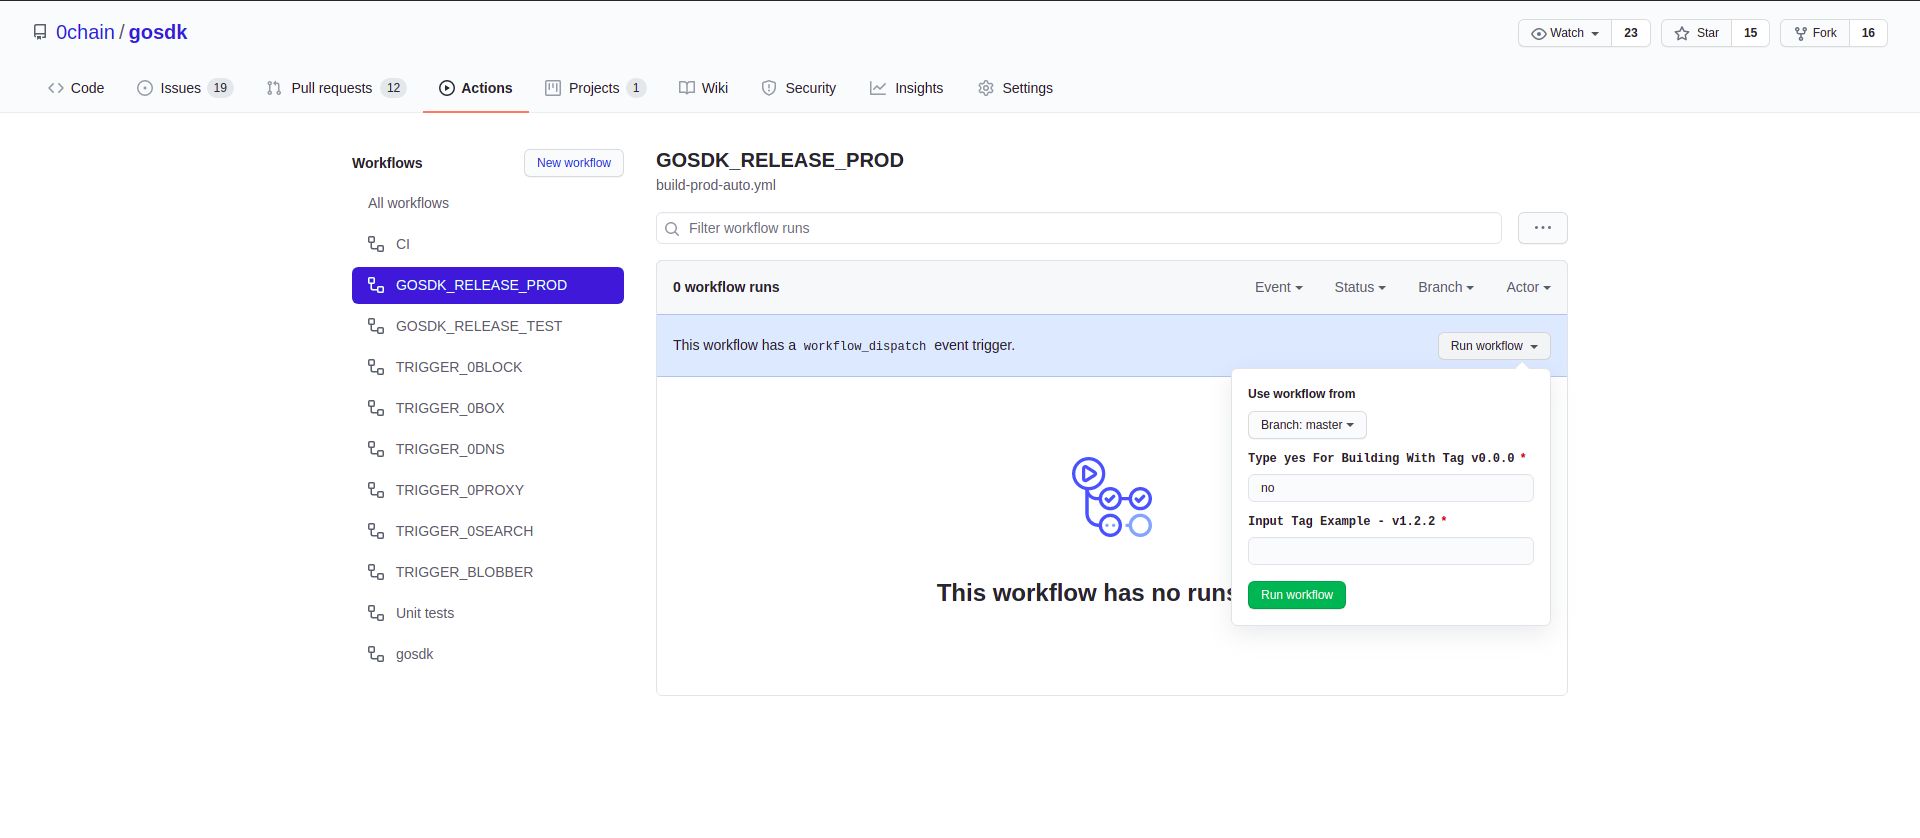 0chain / gosdk
Watch 23
Star 15
Fork 16
Code
Issues 19
Pull requests 12
Actions
Projects 1
Wiki
Security
Insights
Settings
Workflows
New workflow
All workflows
CI
GOSDK_RELEASE_PROD
GOSDK_RELEASE_TEST
TRIGGER_0BLOCK
TRIGGER_0BOX
TRIGGER_0DNS
TRIGGER_0PROXY
TRIGGER_0SEARCH
TRIGGER_BLOBBER
Unit tests
gosdk
GOSDK_RELEASE_PROD
build-prod-auto.yml
Filter workflow runs
0 workflow runs
Event
Status
Branch
Actor
This workflow has a workflow_dispatch event trigger.
Run workflow
Use workflow from
Branch: master
Type yes For Building With Tag v0.0.0 *
no
Input Tag Example - v1.2.2 *
Run workflow
This workflow has no runs